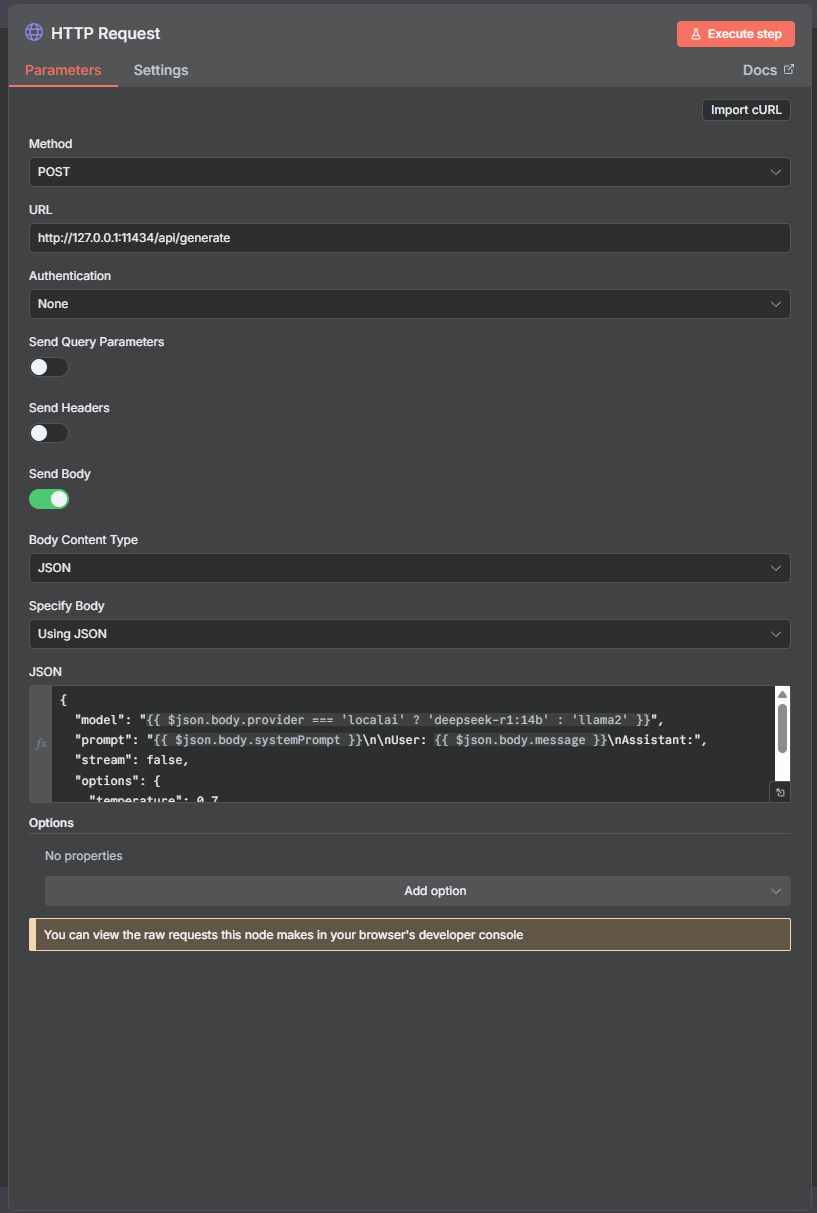 HTTP Request
Execute step
Parameters
Settings
Docs
Import cURL
Method
POST
URL
http://127.0.0.1:11434/api/generate
Authentication
None
Send Query Parameters
Send Headers
Send Body
Body Content Type
JSON
Specify Body
Using JSON
JSON
fx
{
  "model": "{{ $json.body.provider === 'localai' ? 'deepseek-r1:14b' : 'llama2' }}",
  "prompt": "{{ $json.body.systemPrompt }}\n\nUser: {{ $json.body.message }}\nAssistant:",
  "stream": false,
  "options": {
    "temperature": 0.7
Options
No properties
Add option
You can view the raw requests this node makes in your browser's developer console